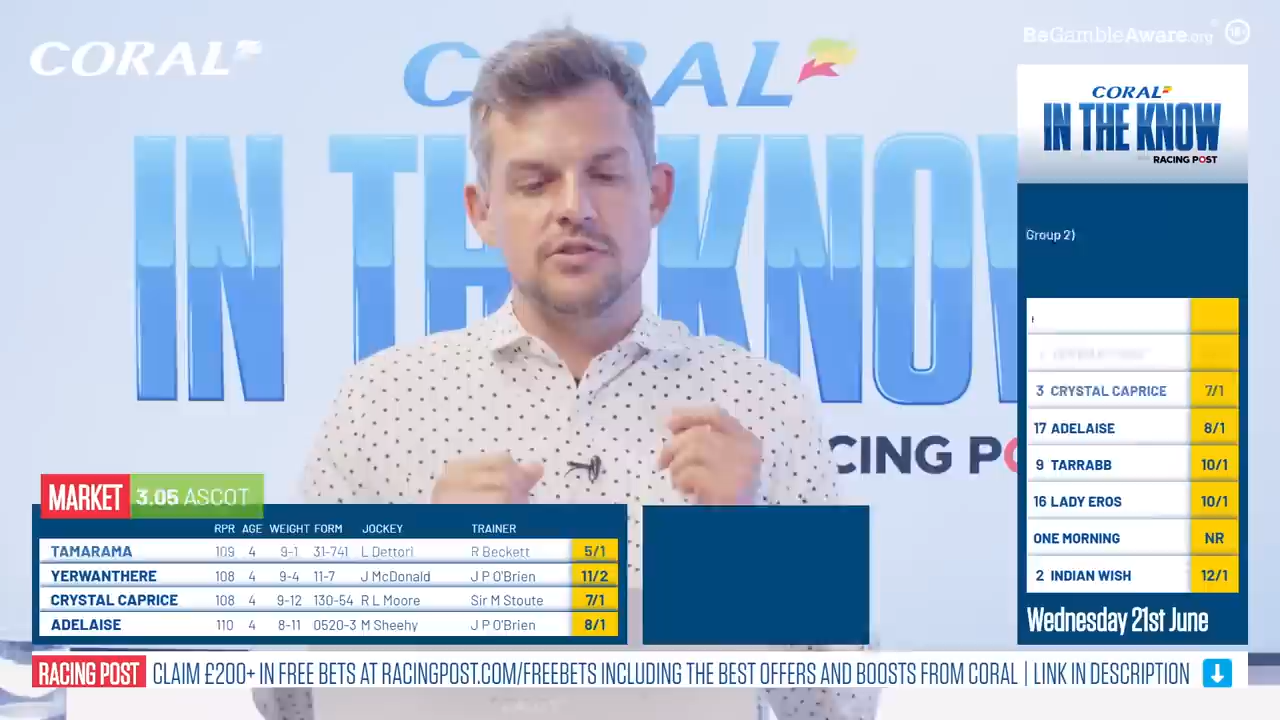 CORAL
BeGambleAware.org 18+
CORAL
IN THE KNOW
RACING POST
CORAL
IN THE KNOW
CING PO
Group 2)
3 CRYSTAL CAPRICE 7/1
17 ADELAISE 8/1
9 TARRABB 10/1
16 LADY EROS 10/1
ONE MORNING NR
2 INDIAN WISH 12/1
Wednesday 21st June
MARKET 3.05 ASCOT
RPR AGE WEIGHT FORM JOCKEY TRAINER
TAMARAMA 109 4 9-1 31-741 L Dettori R Beckett 5/1
YERWANTHERE 108 4 9-4 11-7 J McDonald J P O'Brien 11/2
CRYSTAL CAPRICE 108 4 9-12 130-54 R L Moore Sir M Stoute 7/1
ADELAISE 110 4 8-11 0520-3 M Sheehy J P O'Brien 8/1
RACING POST CLAIM £200+ IN FREE BETS AT RACINGPOST.COM/FREEBETS INCLUDING THE BEST OFFERS AND BOOSTS FROM CORAL | LINK IN DESCRIPTION